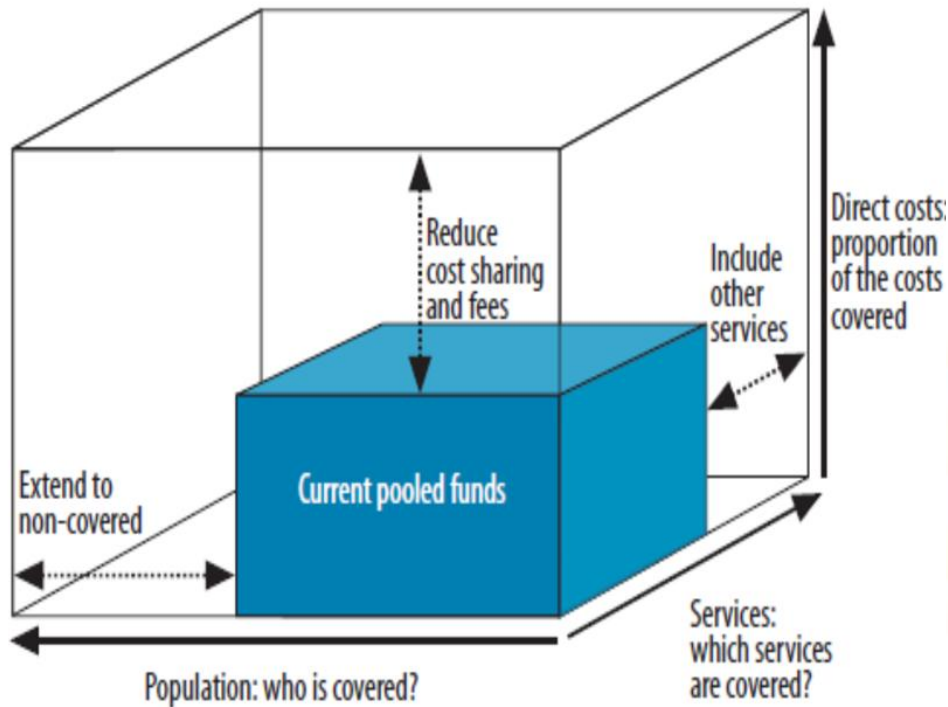 Reduce
cost sharing
and fees
Include
other
services
Direct costs:
proportion
of the costs
covered
Extend to
non-covered
Current pooled funds
Services:
which services
are covered?
Population: who is covered?